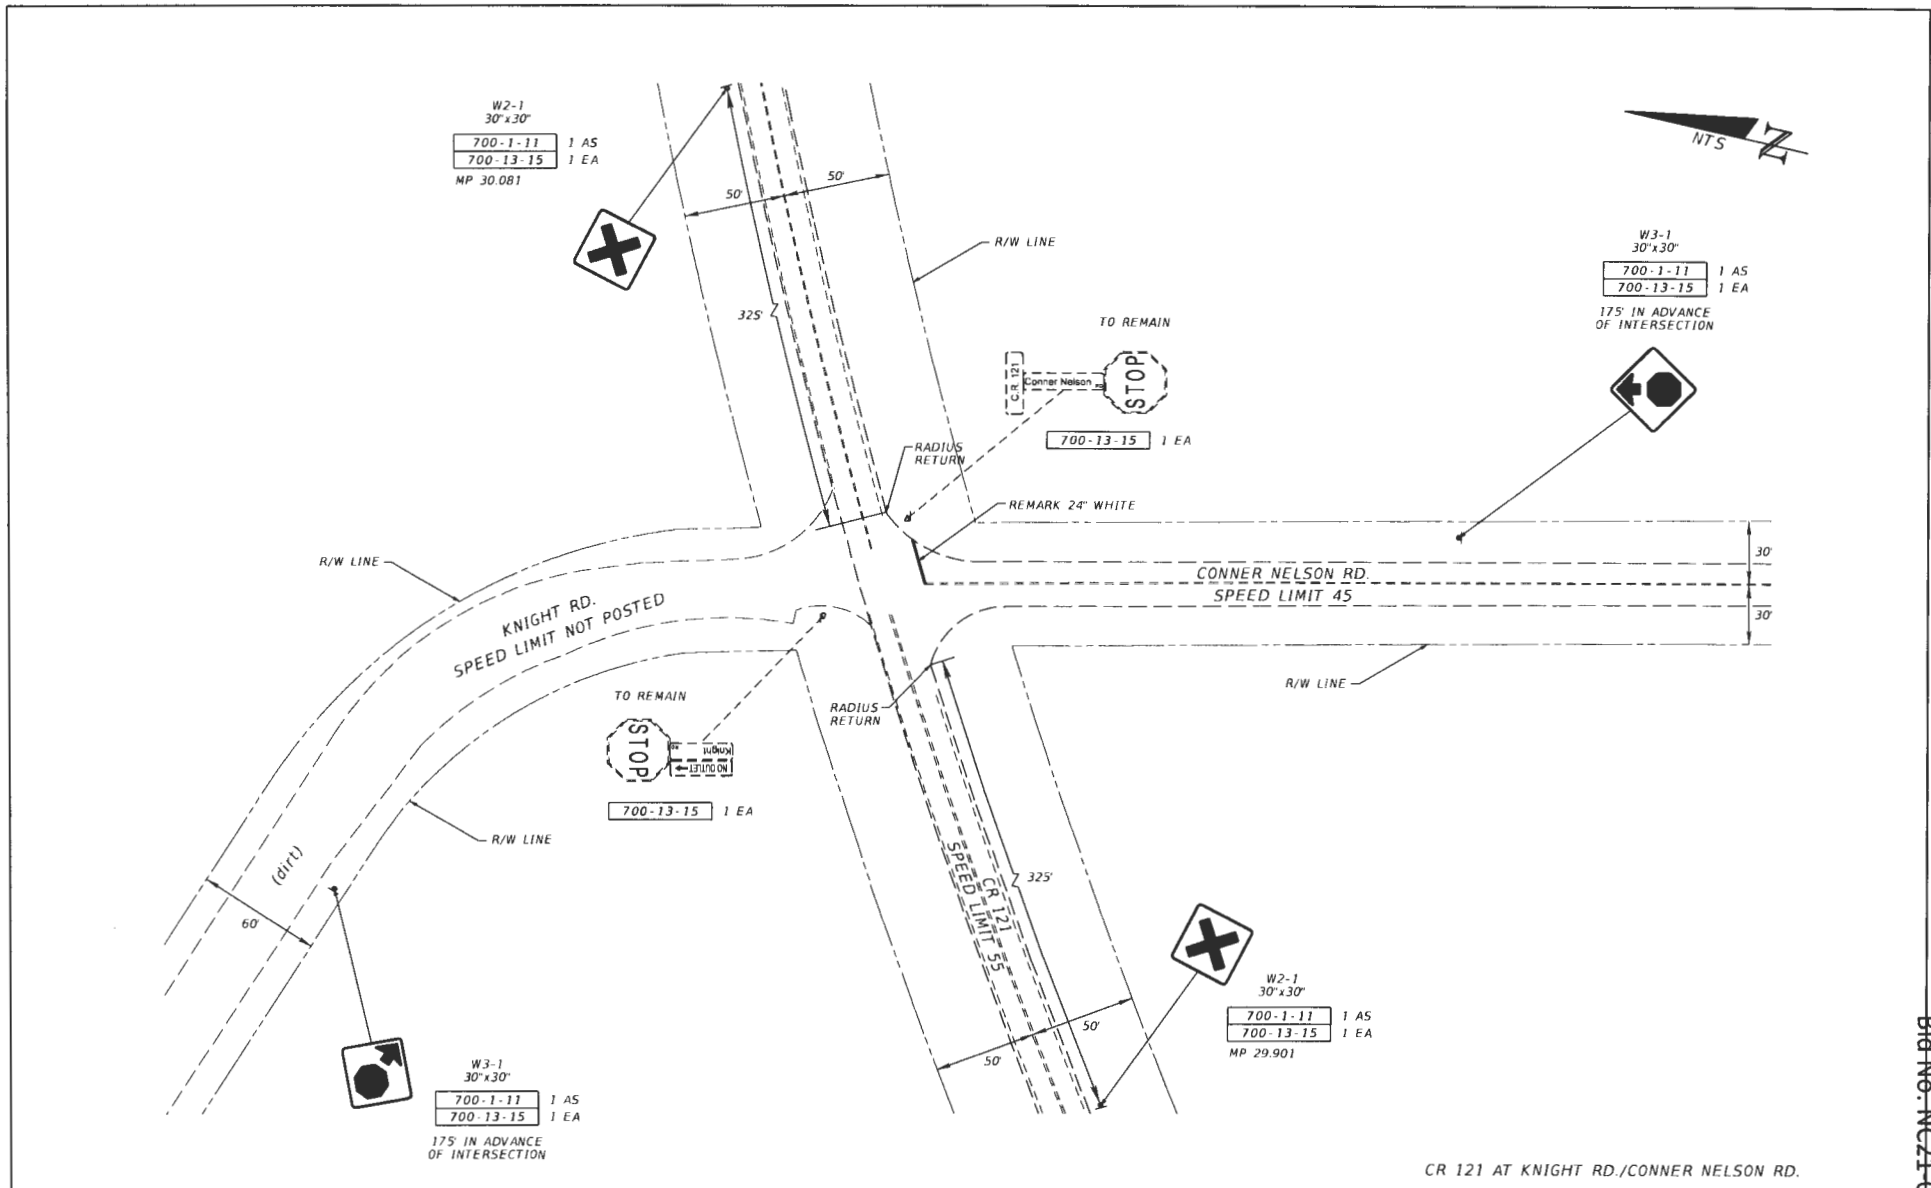 W2-1
30"x30"
700-1-11 1 AS
700-13-15 1 EA
MP 30.081
50'
50'
NTS
N
R/W LINE
W3-1
30"x30"
700-1-11 1 AS
700-13-15 1 EA
175' IN ADVANCE
OF INTERSECTION
325'
TO REMAIN
C.R. 121
Conner Nelson RD
STOP
700-13-15 1 EA
RADIUS
RETURN
REMARK 24" WHITE
R/W LINE
30'
CONNER NELSON RD.
SPEED LIMIT 45
30'
KNIGHT RD.
SPEED LIMIT NOT POSTED
R/W LINE
TO REMAIN
RADIUS
RETURN
STOP
Knight RD
NO OUTLET
700-13-15 1 EA
R/W LINE
(dirt)
60'
325'
CR 121
SPEED LIMIT 55
W2-1
30"x30"
700-1-11 1 AS
700-13-15 1 EA
MP 29.901
50'
50'
W3-1
30"x30"
700-1-11 1 AS
700-13-15 1 EA
175' IN ADVANCE
OF INTERSECTION
CR 121 AT KNIGHT RD./CONNER NELSON RD.
Bid NO. NC21-